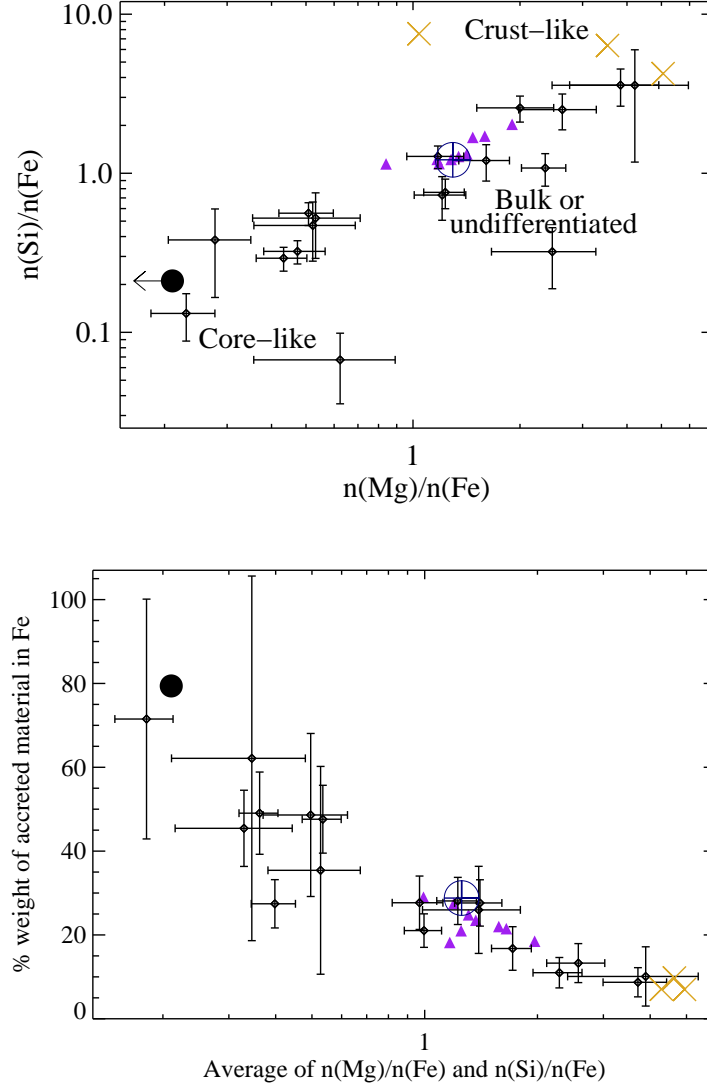 10.0
Crust−like
n(Si)/n(Fe)
1.0
Bulk or
undifferentiated
0.1
Core−like
1
n(Mg)/n(Fe)
% weight of accreted material in Fe
100
80
60
40
20
0
1
Average of n(Mg)/n(Fe) and n(Si)/n(Fe)